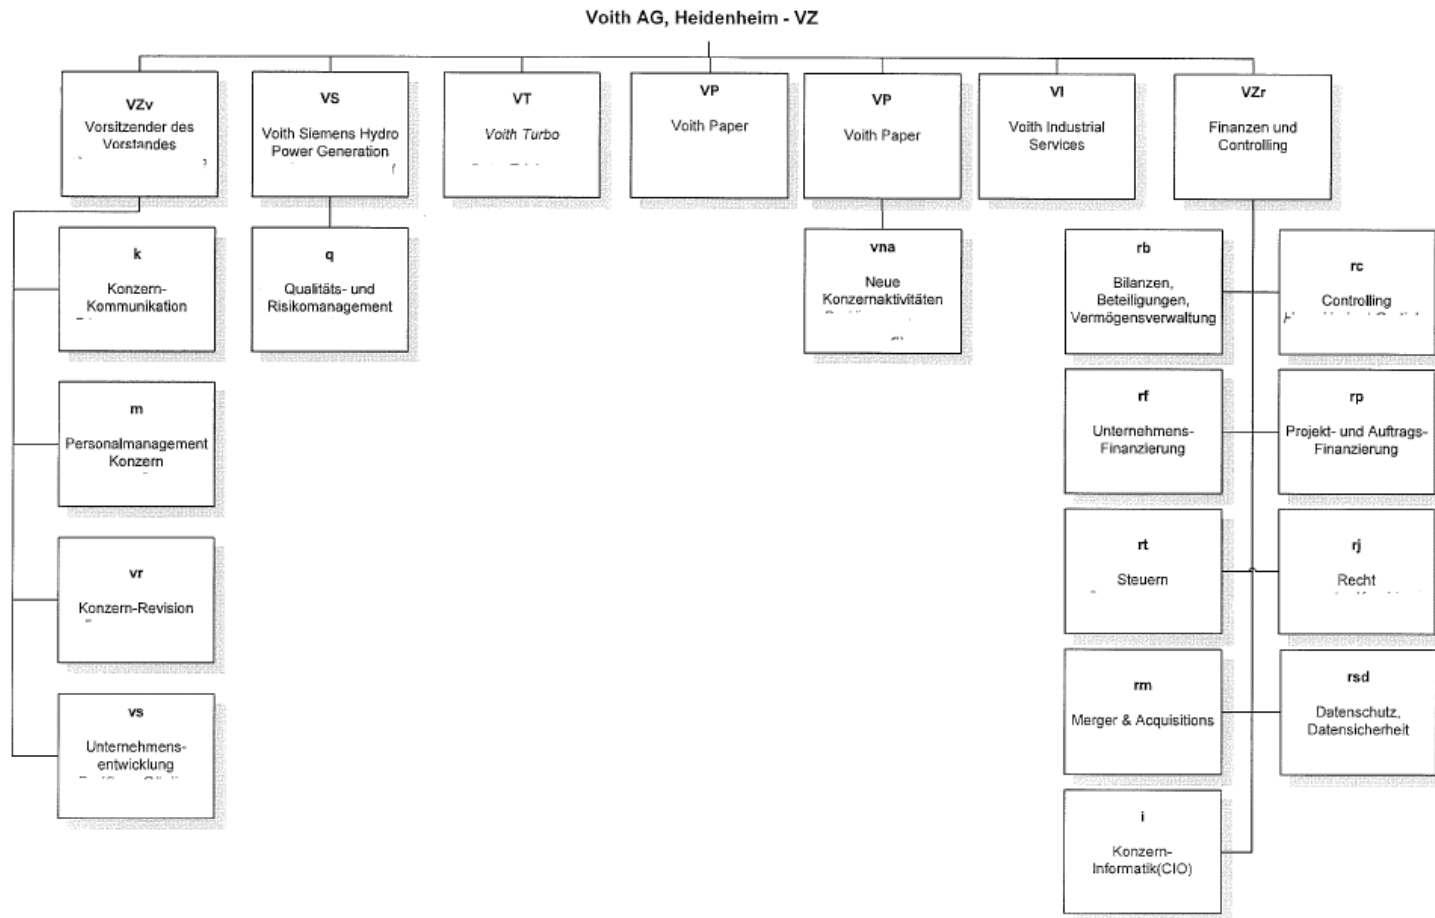 Voith AG, Heidenheim - VZ
VZv
Vorsitzender des
Vorstandes
VS
Voith Siemens Hydro
Power Generation
VT
Voith Turbo
VP
Voith Paper
VP
Voith Paper
VI
Voith Industrial
Services
VZr
Finanzen und
Controlling
k
Konzern-
Kommunikation
q
Qualitäts- und
Risikomanagement
vna
Neue
Konzernaktivitäten
rb
Bilanzen,
Beteiligungen,
Vermögensverwaltung
rc
Controlling
m
Personalmanagement
Konzern
rf
Unternehmens-
Finanzierung
rp
Projekt- und Auftrags-
Finanzierung
vr
Konzern-Revision
rt
Steuern
rj
Recht
vs
Unternehmens-
entwicklung
rm
Merger & Acquisitions
rsd
Datenschutz,
Datensicherheit
i
Konzern-
Informatik(CIO)